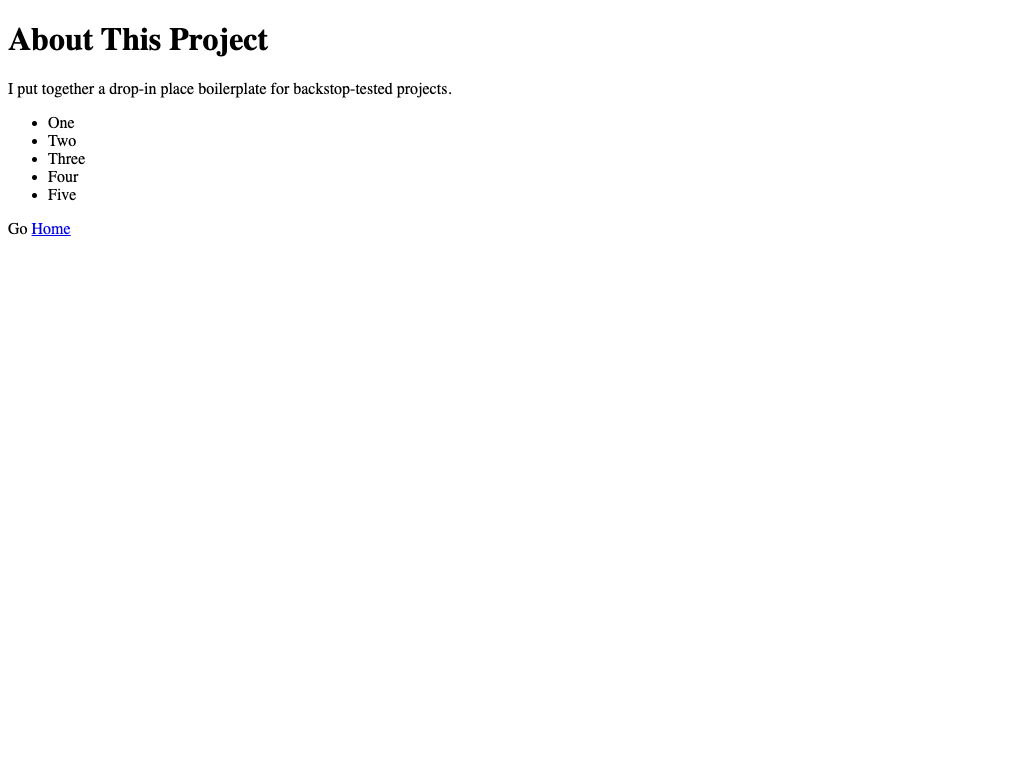 About This Project
I put together a drop-in place boilerplate for backstop-tested projects.
One
Two
Three
Four
Five
Go Home